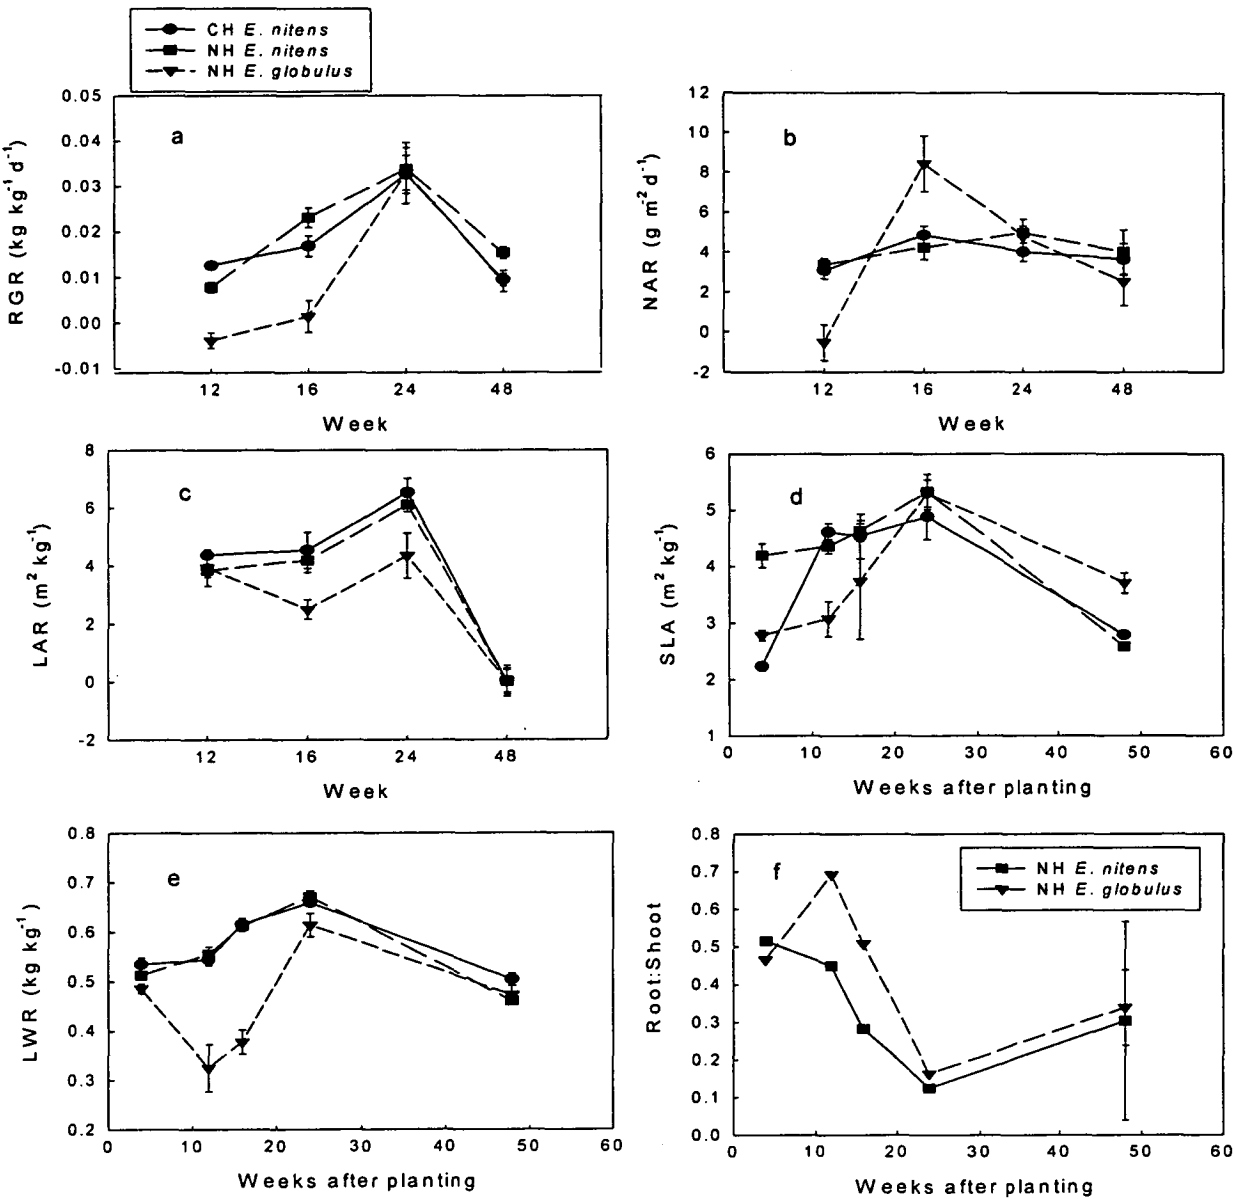 CH E. nitens
NH E. nitens
NH E. globulus
a
RGR (kg kg⁻¹ d⁻¹)
0.05
0.04
0.03
0.02
0.01
0.00
-0.01
12 16 24 48
Week
b
NAR (g m⁻² d⁻¹)
12
10
8
6
4
2
0
-2
12 16 24 48
Week
c
LAR (m² kg⁻¹)
8
6
4
2
0
-2
12 16 24 48
Week
d
SLA (m² kg⁻¹)
6
5
4
3
2
1
0 10 20 30 40 50 60
Weeks after planting
e
LWR (kg kg⁻¹)
0.8
0.7
0.6
0.5
0.4
0.3
0.2
0 10 20 30 40 50 60
Weeks after planting
f
NH E. nitens
NH E. globulus
Root:Shoot
0.8
0.7
0.6
0.5
0.4
0.3
0.2
0.1
0.0
0 10 20 30 40 50 60
Weeks after planting